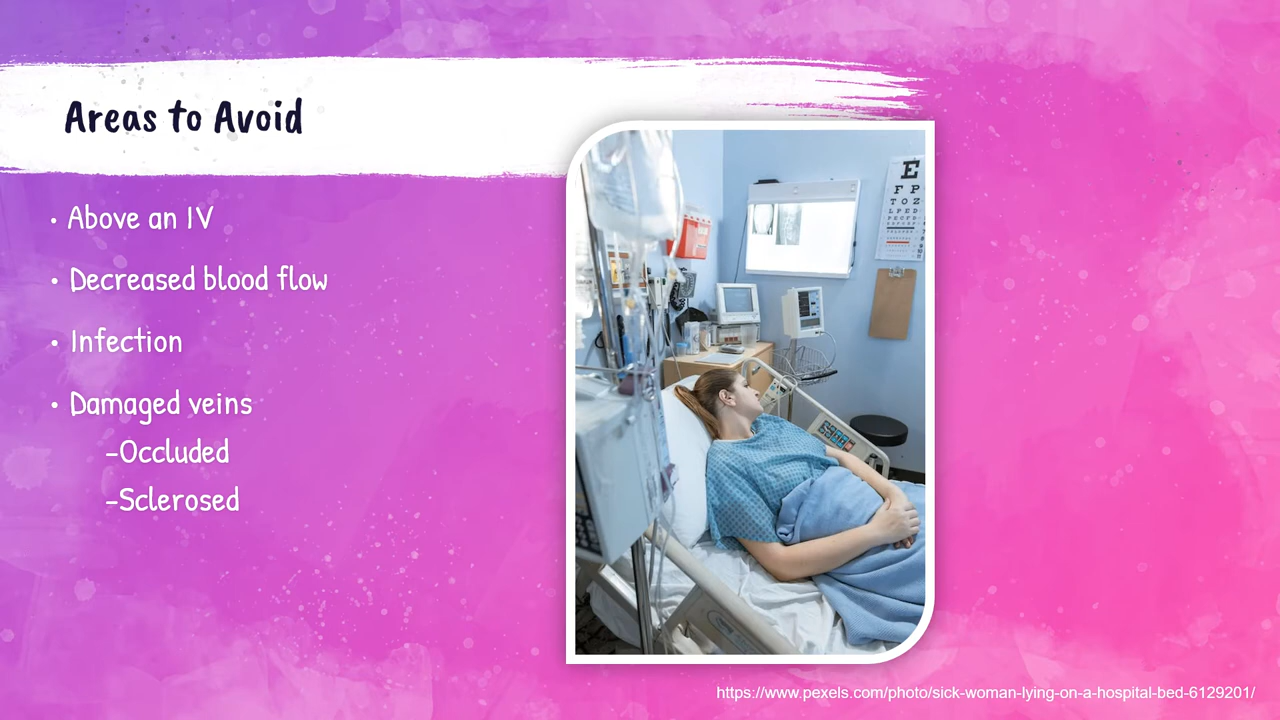 Areas to Avoid
• Above an IV
• Decreased blood flow
• Infection
• Damaged veins
-Occluded
-Sclerosed
E
F P
T O Z
L P E D
https://www.pexels.com/photo/sick-woman-lying-on-a-hospital-bed-6129201/